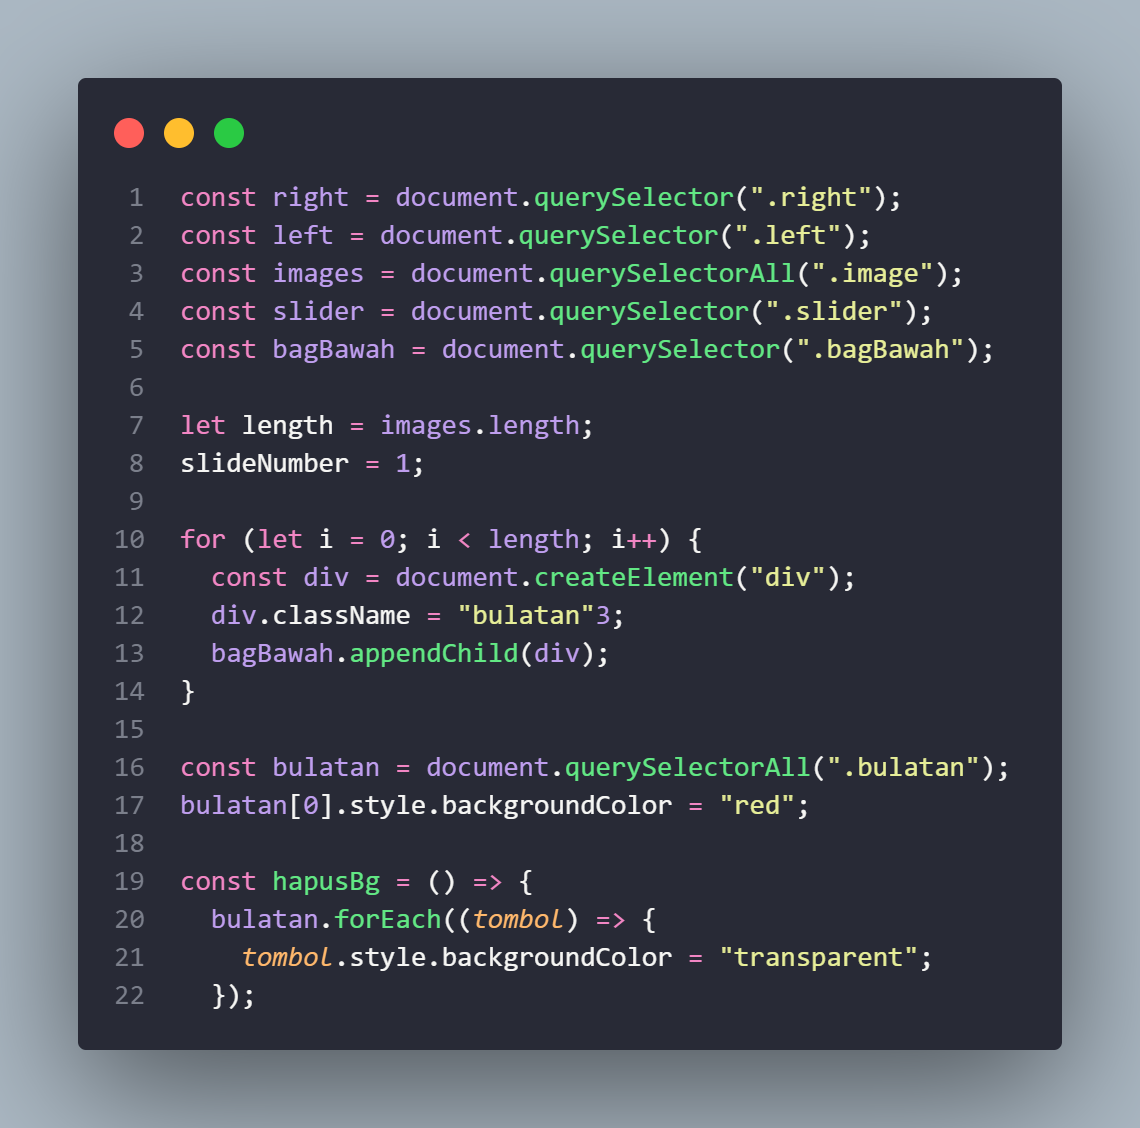 1 const right = document.querySelector(".right");
2 const left = document.querySelector(".left");
3 const images = document.querySelectorAll(".image");
4 const slider = document.querySelector(".slider");
5 const bagBawah = document.querySelector(".bagBawah");
6
7 let length = images.length;
8 slideNumber = 1;
9
10 for (let i = 0; i < length; i++) {
11   const div = document.createElement("div");
12   div.className = "bulatan"3;
13   bagBawah.appendChild(div);
14 }
15
16 const bulatan = document.querySelectorAll(".bulatan");
17 bulatan[0].style.backgroundColor = "red";
18
19 const hapusBg = () => {
20   bulatan.forEach((tombol) => {
21     tombol.style.backgroundColor = "transparent";
22   });